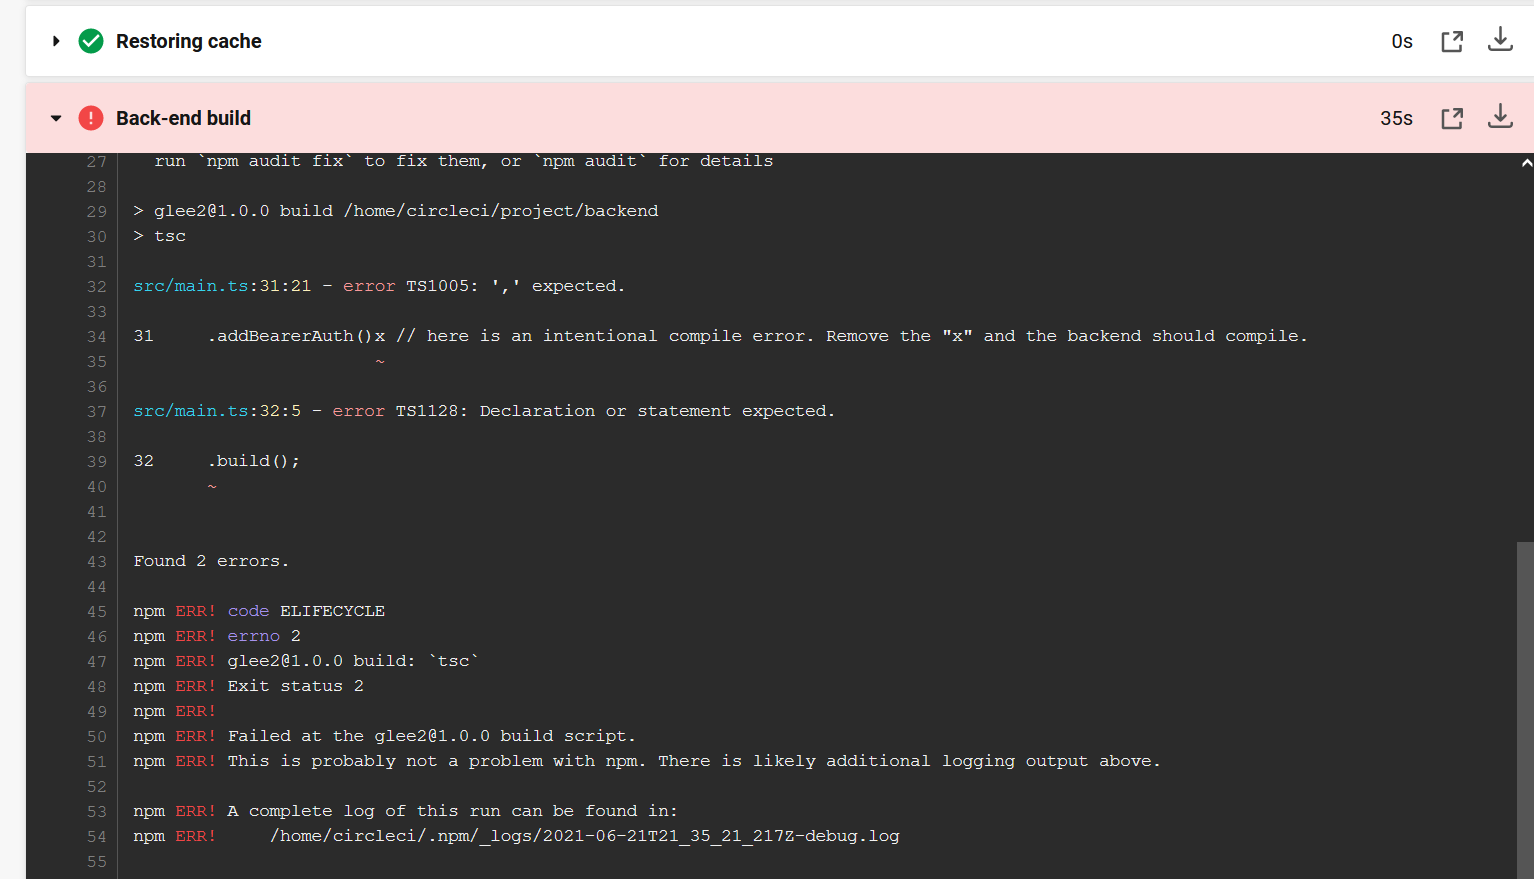 Restoring cache 0s
Back-end build 35s
27 run `npm audit fix` to fix them, or `npm audit` for details
28
29 > glee2@1.0.0 build /home/circleci/project/backend
30 > tsc
31
32 src/main.ts:31:21 - error TS1005: ',' expected.
33
34 31 .addBearerAuth()x // here is an intentional compile error. Remove the "x" and the backend should compile.
35 ~
36
37 src/main.ts:32:5 - error TS1128: Declaration or statement expected.
38
39 32 .build();
40 ~
41
42
43 Found 2 errors.
44
45 npm ERR! code ELIFECYCLE
46 npm ERR! errno 2
47 npm ERR! glee2@1.0.0 build: `tsc`
48 npm ERR! Exit status 2
49 npm ERR!
50 npm ERR! Failed at the glee2@1.0.0 build script.
51 npm ERR! This is probably not a problem with npm. There is likely additional logging output above.
52
53 npm ERR! A complete log of this run can be found in:
54 npm ERR! /home/circleci/.npm/_logs/2021-06-21T21_35_21_217Z-debug.log
55